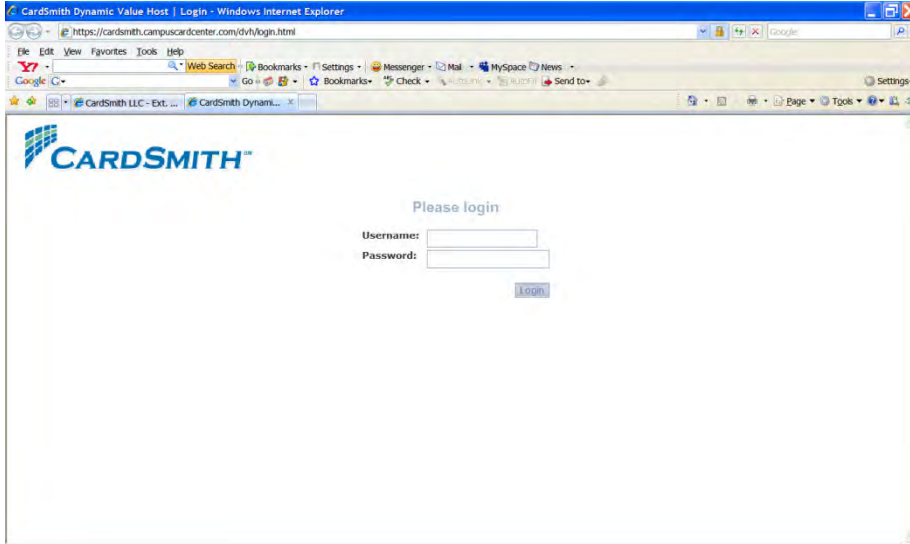 CardSmith Dynamic Value Host | Login - Windows Internet Explorer
https://cardsmith.campuscardcenter.com/dvh/login.html
Google
File Edit View Favorites Tools Help
Y? - Web Search Bookmarks - Settings - Messenger - Mail - MySpace News -
Google G Go Bookmarks Check Send to Settings
CardSmith LLC - Ext. ... CardSmith Dynami... x Page Tools
CARDSMITH SM
Please login
Username:
Password:
Login